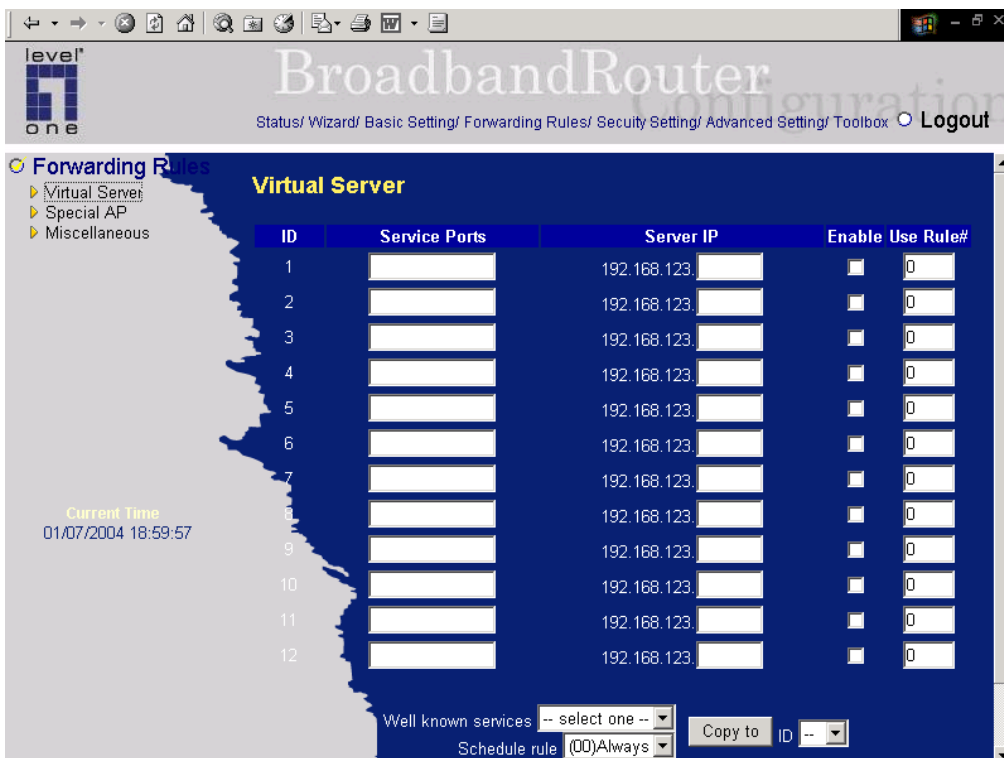 level*
one
BroadbandRouter
Configuration
Status/ Wizard/ Basic Setting/ Forwarding Rules/ Secuity Setting/ Advanced Setting/ Toolbox Logout
Forwarding Rules
Virtual Server
Special AP
Miscellaneous
Current Time
01/07/2004 18:59:57
Virtual Server
ID Service Ports Server IP Enable Use Rule#
1 192.168.123. 0
2 192.168.123. 0
3 192.168.123. 0
4 192.168.123. 0
5 192.168.123. 0
6 192.168.123. 0
7 192.168.123. 0
8 192.168.123. 0
9 192.168.123. 0
10 192.168.123. 0
11 192.168.123. 0
12 192.168.123. 0
Well known services -- select one -- Copy to ID --
Schedule rule (00)Always